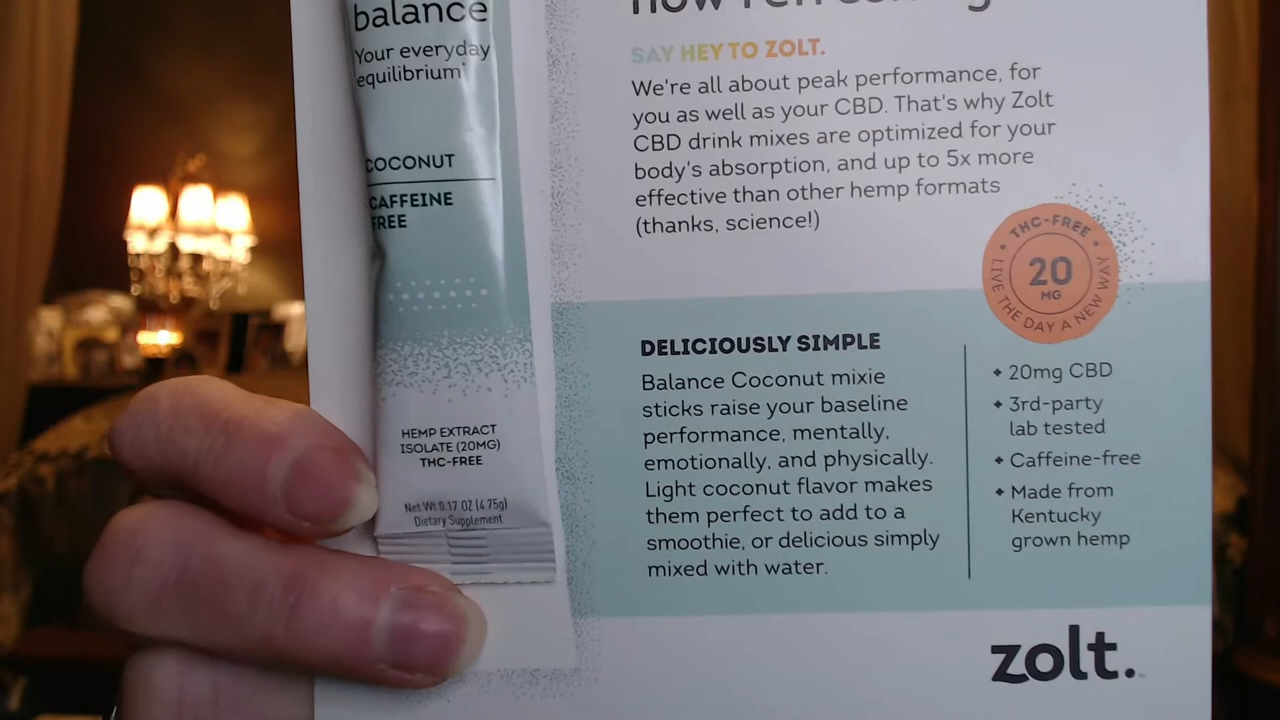 balance
Your everyday
equilibrium*
COCONUT
CAFFEINE
FREE
HEMP EXTRACT
ISOLATE (20MG)
THC-FREE
Net Wt 0.17 OZ (4.75g)
Dietary Supplement
how refreshing
SAY HEY TO ZOLT.
We're all about peak performance, for
you as well as your CBD. That's why Zolt
CBD drink mixes are optimized for your
body's absorption, and up to 5x more
effective than other hemp formats
(thanks, science!)
• THC-FREE •
20
MG
LIVE THE DAY A NEW WAY
DELICIOUSLY SIMPLE
Balance Coconut mixie
sticks raise your baseline
performance, mentally,
emotionally, and physically.
Light coconut flavor makes
them perfect to add to a
smoothie, or delicious simply
mixed with water.
20mg CBD
3rd-party
lab tested
Caffeine-free
Made from
Kentucky
grown hemp
zolt.